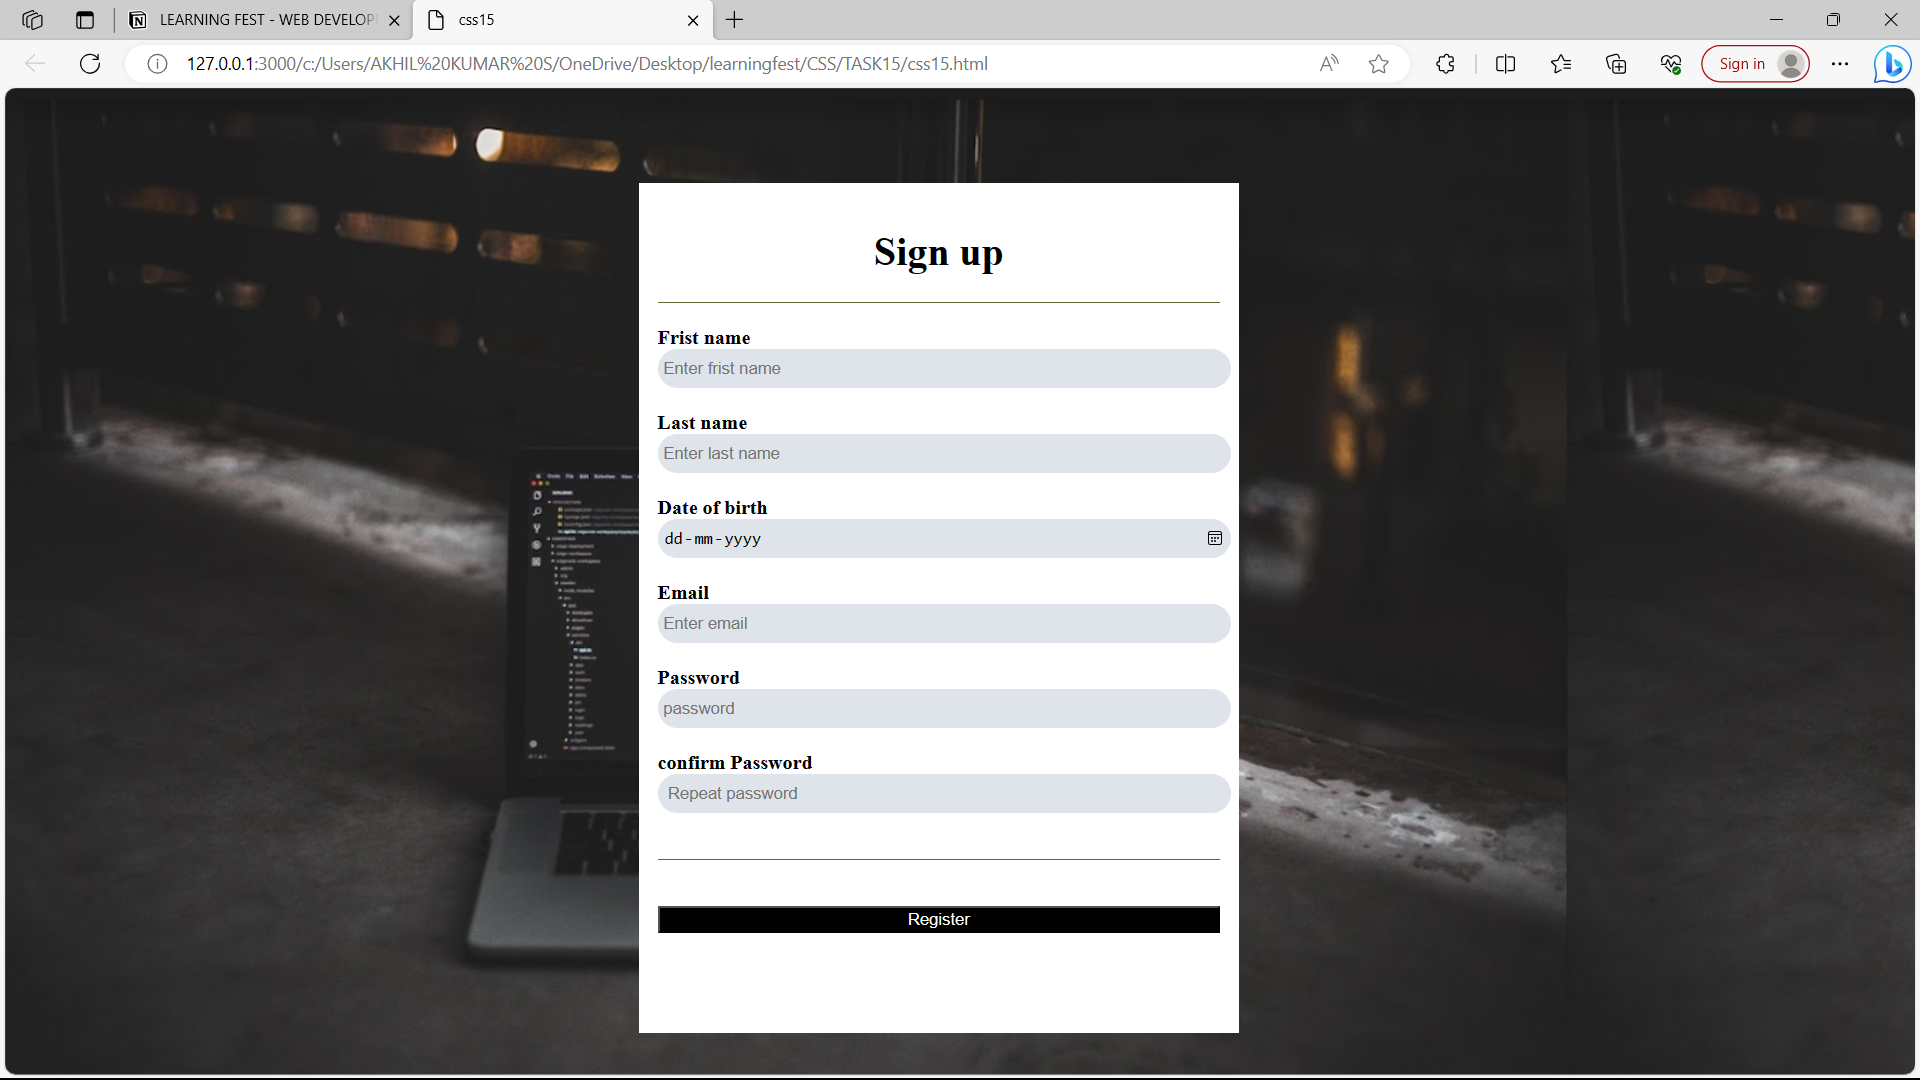 LEARNING FEST - WEB DEVELOP
css15
127.0.0.1:3000/c:/Users/AKHIL%20KUMAR%20S/OneDrive/Desktop/learningfest/CSS/TASK15/css15.html
Sign in
Sign up
Frist name
Enter frist name
Last name
Enter last name
Date of birth
dd-mm-yyyy
Email
Enter email
Password
password
confirm Password
Repeat password
Register